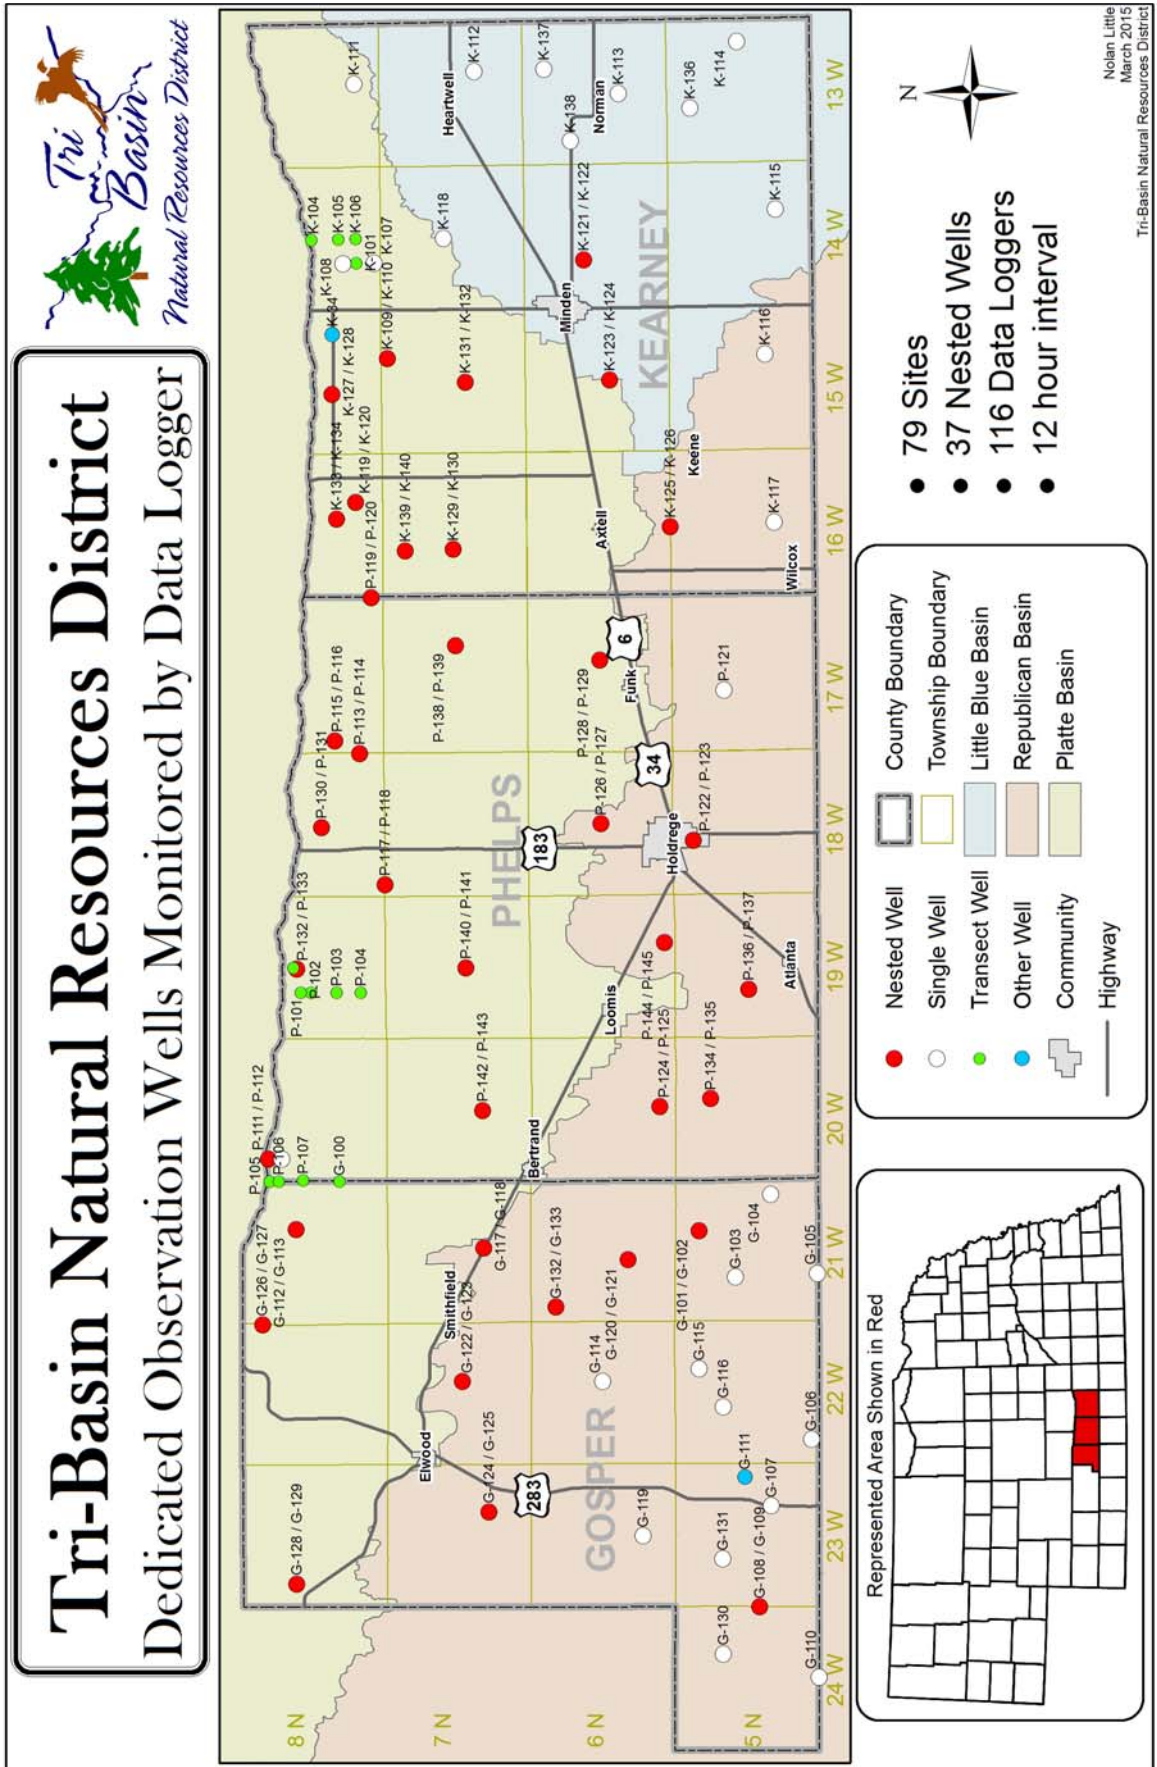 Tri-Basin Natural Resources District
Dedicated Observation Wells Monitored by Data Logger
Tri
Basin
Natural Resources District
8 N
7 N
6 N
5 N
24 W
23 W
22 W
21 W
20 W
19 W
18 W
17 W
16 W
15 W
14 W
13 W
GOSPER
PHELPS
KEARNEY
G-128 / G-129
G-126 / G-127
G-112 / G-113
P-105
P-111 / P-112
P-106
P-107
G-100
P-101
P-102
P-132 / P-133
P-103
P-104
P-130 / P-131
P-115 / P-116
P-113 / P-114
P-117 / P-118
P-119 / P-120
K-133 / K-134
K-119 / K-120
K-127 / K-128
K-34
K-108
K-104
K-105
K-106
K-101
K-107
K-109 / K-110
K-111
K-139 / K-140
K-129 / K-130
K-131 / K-132
K-118
K-112
K-137
K-113
K-138
K-136
K-114
K-115
K-116
K-117
K-121 / K-122
K-123 / K-124
K-125 / K-126
P-138 / P-139
P-128 / P-129
P-126 / P-127
P-121
P-122 / P-123
P-140 / P-141
P-142 / P-143
P-144 / P-145
P-124 / P-125
P-134 / P-135
P-136 / P-137
G-117 / G-118
G-122 / G-123
G-124 / G-125
G-132 / G-133
G-120 / G-121
G-114
G-101 / G-102
G-103
G-104
G-105
G-115
G-116
G-106
G-111
G-107
G-119
G-131
G-108 / G-109
G-130
G-110
Elwood
Smithfield
Bertrand
Loomis
Holdrege
Atlanta
Funk
Axtell
Wilcox
Keene
Minden
Heartwell
Norman
283
183
34
6
Represented Area Shown in Red
Nested Well
Single Well
Transect Well
Other Well
Community
Highway
County Boundary
Township Boundary
Little Blue Basin
Republican Basin
Platte Basin
● 79 Sites
● 37 Nested Wells
● 116 Data Loggers
● 12 hour interval
N
Nolan Little
March 2015
Tri-Basin Natural Resources District